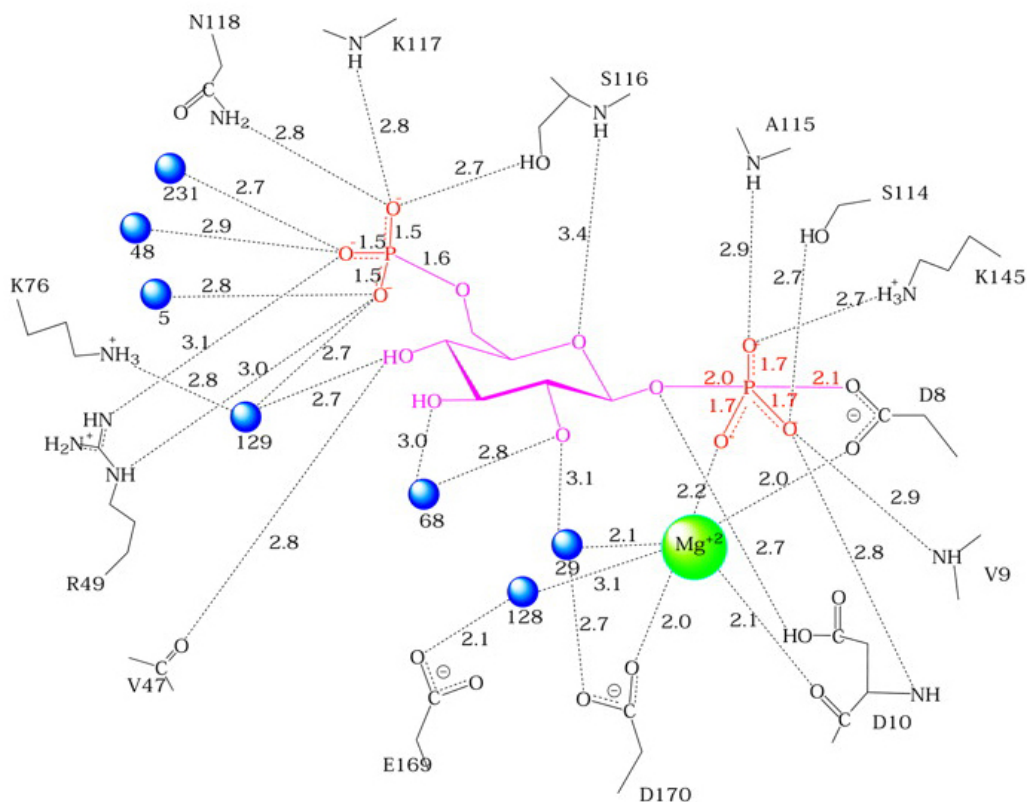 N118
K117
S116
A115
S114
C
O
NH₂
N
H
N
H
HO
N
H
HO
2.8
2.8
2.7
2.7
231
2.9
48
2.8
5
K76
+
NH₃
2.8
3.1
3.0
2.7
2.7
129
O⁻
O⁻
O⁻
P
1.5
1.5
1.5
1.6
3.4
2.9
2.7
2.7
H₃N⁺
K145
O
O
HO
HO
O
O
O⁻
O⁻
O⁻
P
2.0
1.7
1.7
1.7
2.1
O
C
O
⊖
D8
HN
H₂N⁺
NH
R49
3.0
2.8
68
3.1
2.2
2.0
2.9
2.8
2.8
Mg⁺²
2.1
29
3.1
128
2.7
NH
V9
2.1
2.7
2.0
2.1
O
HO
C
V47
C
O
O
C
O
⊖
E169
O
C
O
⊖
D170
O
C
NH
D10